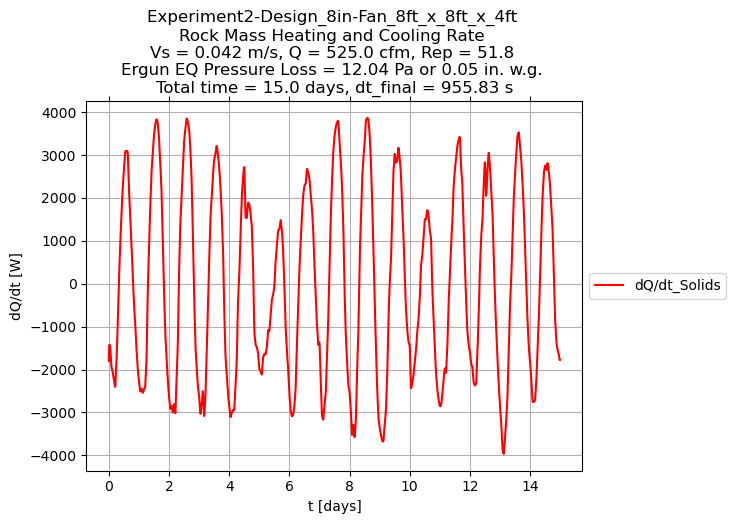 Experiment2-Design_8in-Fan_8ft_x_8ft_x_4ft
Rock Mass Heating and Cooling Rate
Vs = 0.042 m/s, Q = 525.0 cfm, Rep = 51.8
Ergun EQ Pressure Loss = 12.04 Pa or 0.05 in. w.g.
Total time = 15.0 days, dt_final = 955.83 s
4000
3000
2000
1000
0
−1000
−2000
−3000
−4000
dQ/dt [W]
dQ/dt_Solids
0 2 4 6 8 10 12 14
t [days]